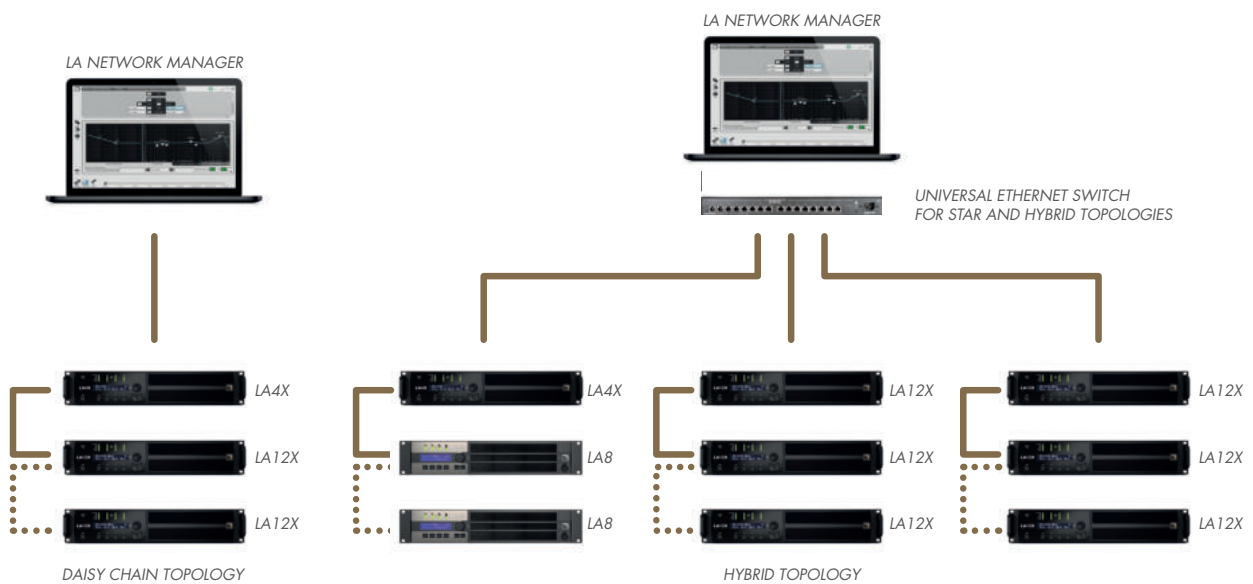 LA NETWORK MANAGER
LA NETWORK MANAGER
UNIVERSAL ETHERNET SWITCH
FOR STAR AND HYBRID TOPOLOGIES
LA4X
LA4X
LA12X
LA12X
LA12X
LA8
LA12X
LA12X
LA12X
LA8
LA12X
LA12X
DAISY CHAIN TOPOLOGY
HYBRID TOPOLOGY